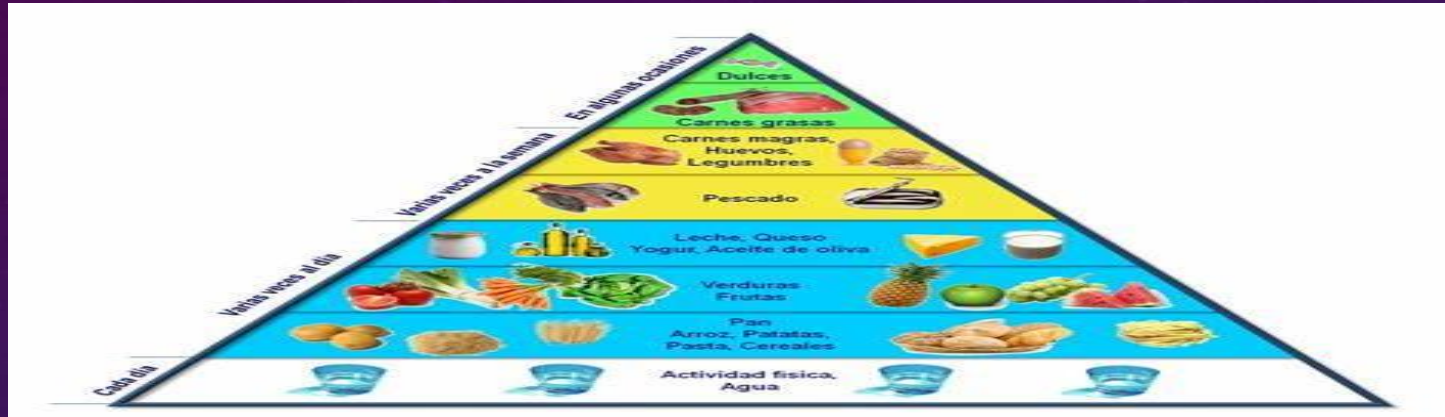 En algunas ocasiones
Dulces
Carnes grasas
Varias veces a la semana
Carnes magras,
Huevos,
Legumbres
Pescado
Varias veces al día
Leche, Queso
Yogur, Aceite de oliva
Verduras
Frutas
Pan
Arroz, Patatas,
Pasta, Cereales
Cada día
Actividad física,
Agua